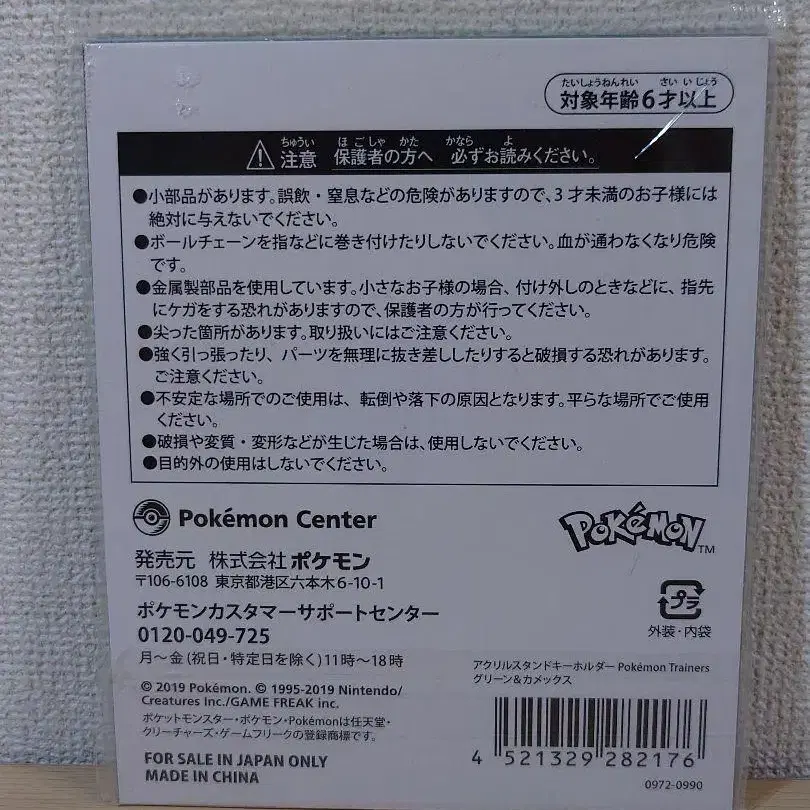 たいしょうねんれい さいいじょう
対象年齢6才以上
ちゅうい ほごしゃ かた かなら よ
注意 保護者の方へ 必ずお読みください。
●小部品があります。誤飲・窒息などの危険がありますので、3才未満のお子様には
絶対に与えないでください。
●ボールチェーンを指などに巻き付けたりしないでください。血が通わなくなり危険
です。
●金属製部品を使用しています。小さなお子様の場合、付け外しのときなどに、指先
にケガをする恐れがありますので、保護者の方が行ってください。
●尖った箇所があります。取り扱いにはご注意ください。
●強く引っ張ったり、パーツを無理に抜き差ししたりすると破損する恐れがあります。
ご注意ください。
●不安定な場所でのご使用は、転倒や落下の原因となります。平らな場所でご使用
ください。
●破損や変質・変形などが生じた場合は、使用しないでください。
●目的外の使用はしないでください。
Pokémon Center
POKéMON TM
発売元 株式会社ポケモン
〒106-6108 東京都港区六本木6-10-1
ポケモンカスタマーサポートセンター
0120-049-725
月～金(祝日・特定日を除く)11時～18時
プラ
外装・内袋
© 2019 Pokémon. © 1995-2019 Nintendo/
Creatures Inc./GAME FREAK inc.
ポケットモンスター・ポケモン・Pokémonは任天堂・
クリーチャーズ・ゲームフリークの登録商標です。
FOR SALE IN JAPAN ONLY
MADE IN CHINA
アクリルスタンドキーホルダー Pokémon Trainers
グリーン&カメックス
4 521329 282176
0972-0990